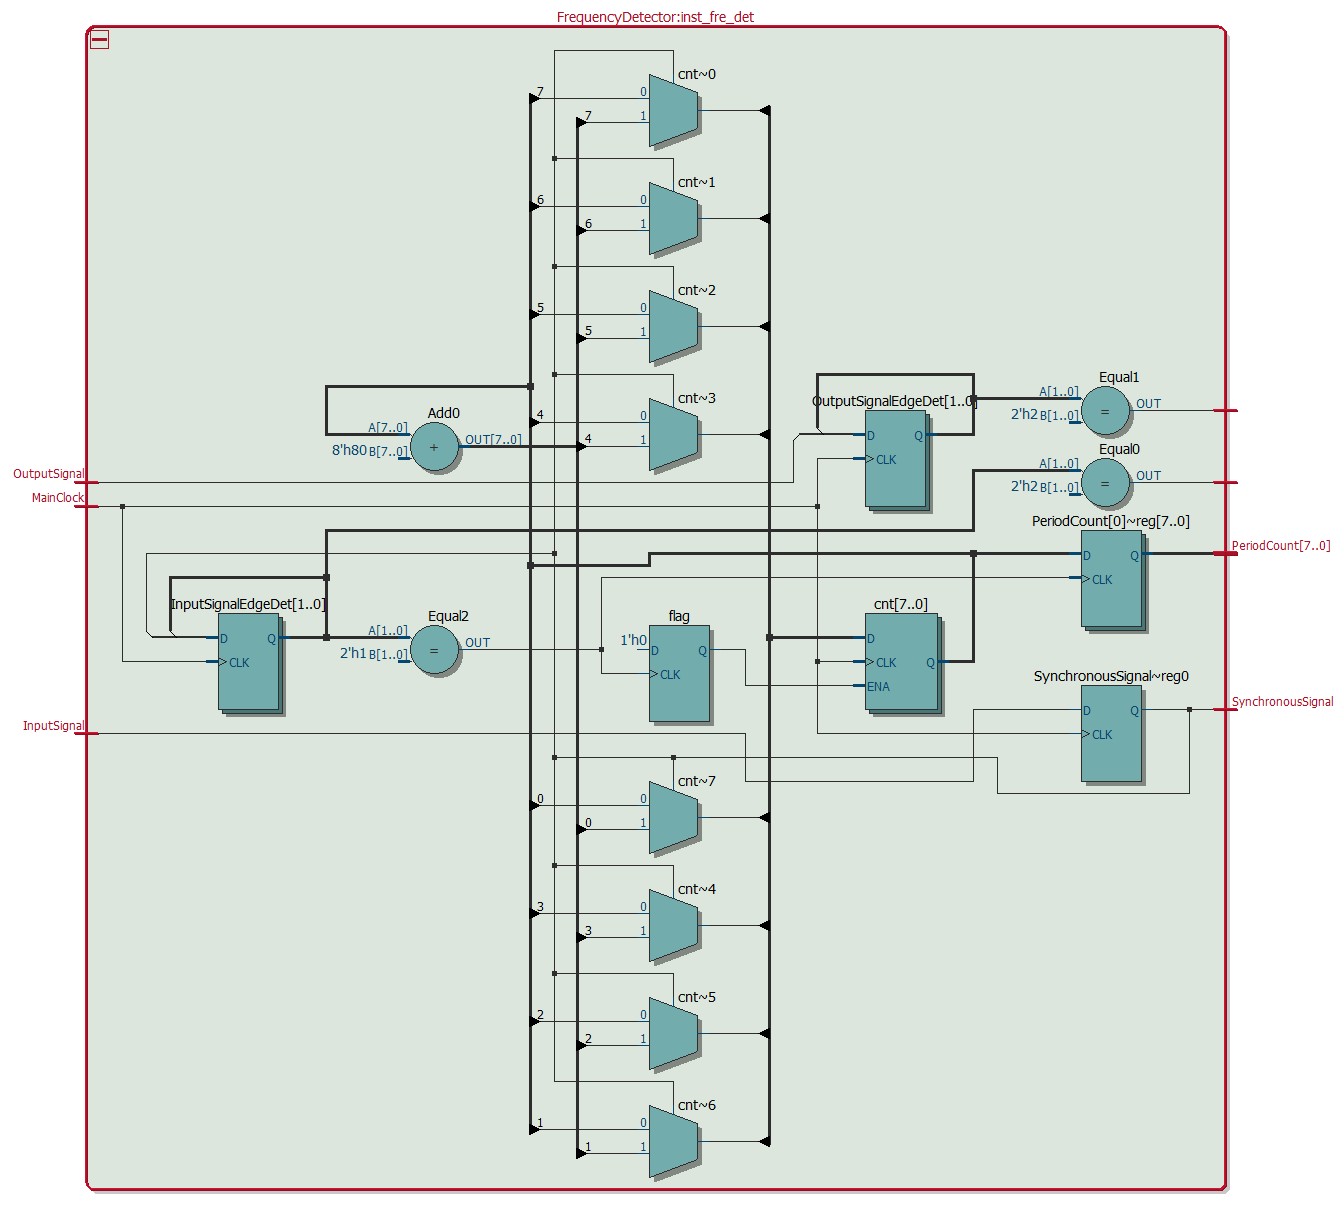 FrequencyDetector:inst_fre_det
cnt~0
7
0
7
1
cnt~1
6
0
6
1
cnt~2
5
0
5
1
cnt~3
4
0
4
1
Add0
A[7..0]
8'h80 B[7..0]
+
OUT[7..0]
OutputSignalEdgeDet[1..0]
D
Q
CLK
Equal1
A[1..0]
2'h2 B[1..0]
=
OUT
Equal0
A[1..0]
2'h2 B[1..0]
=
OUT
OutputSignal
MainClock
PeriodCount[0]~reg[7..0]
D
Q
CLK
PeriodCount[7..0]
InputSignalEdgeDet[1..0]
D
Q
CLK
Equal2
A[1..0]
2'h1 B[1..0]
=
OUT
flag
1'h0
D
Q
CLK
cnt[7..0]
D
CLK
Q
ENA
SynchronousSignal~reg0
D
Q
CLK
SynchronousSignal
InputSignal
cnt~7
0
0
0
1
cnt~4
3
0
3
1
cnt~5
2
0
2
1
cnt~6
1
0
1
1